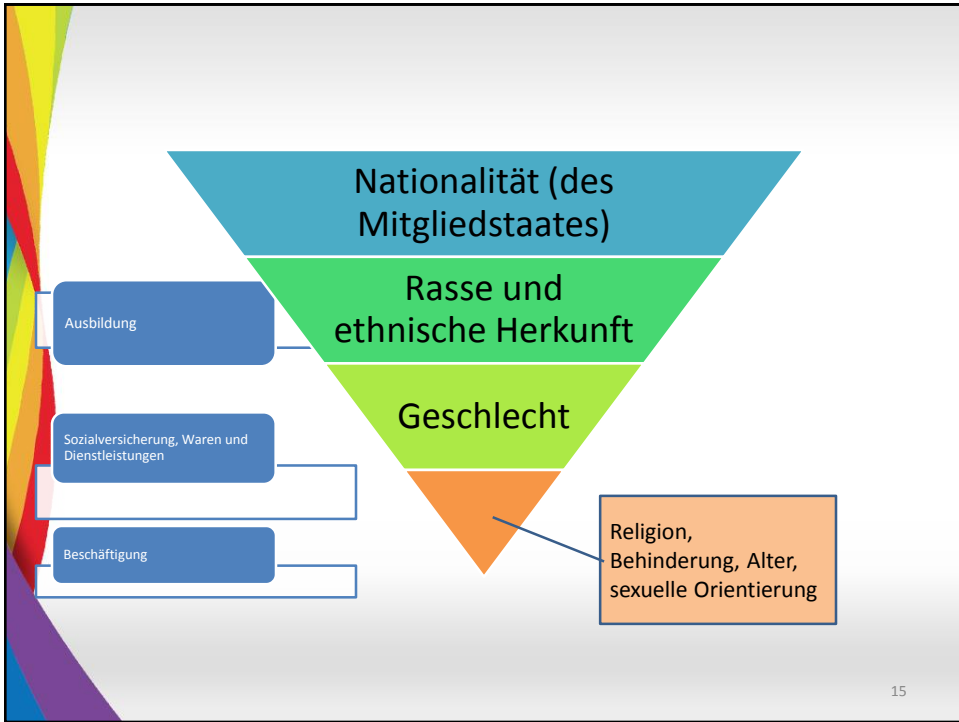 Nationalität (des
Mitgliedstaates)
Rasse und
ethnische Herkunft
Ausbildung
Geschlecht
Sozialversicherung, Waren und
Dienstleistungen
Religion,
Behinderung, Alter,
sexuelle Orientierung
Beschäftigung
15